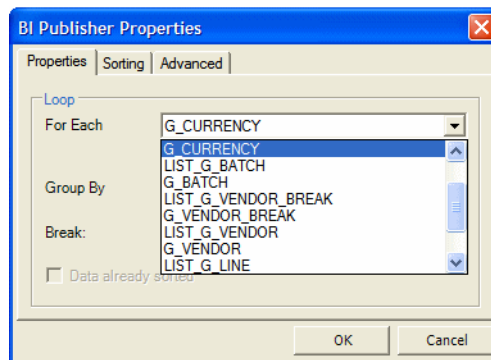 BI Publisher Properties
Properties Sorting Advanced
Loop
For Each G_CURRENCY
G_CURRENCY
LIST_G_BATCH
G_BATCH
Group By
LIST_G_VENDOR_BREAK
G_VENDOR_BREAK
Break:
LIST_G_VENDOR
G_VENDOR
LIST_G_LINE
Data already sorted
OK Cancel